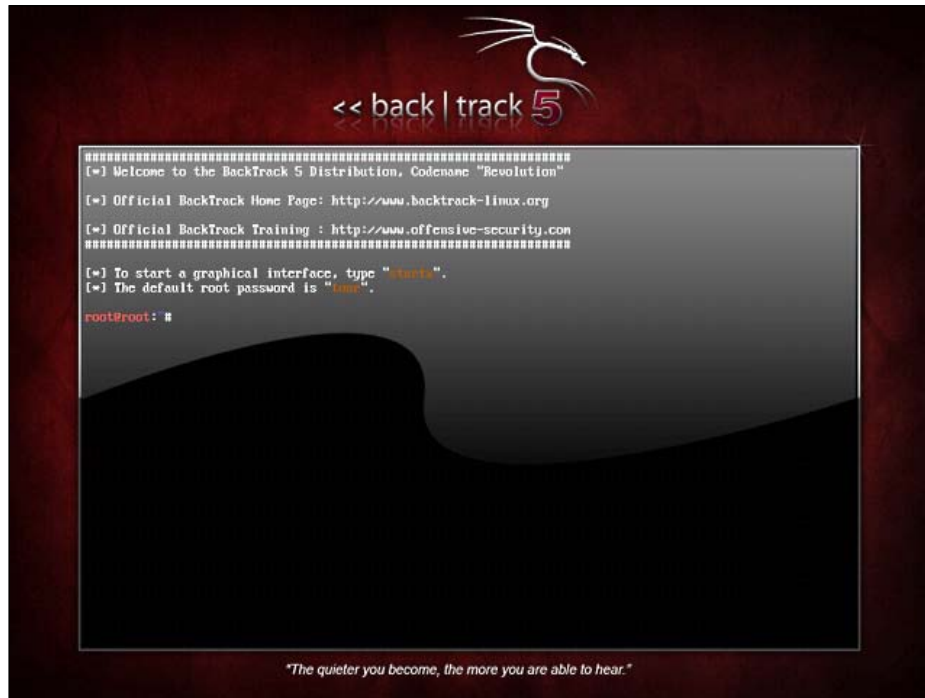 << back | track 5
####################################################################
[*] Welcome to the BackTrack 5 Distribution, Codename "Revolution"
[*] Official BackTrack Home Page: http://www.backtrack-linux.org
[*] Official BackTrack Training : http://www.offensive-security.com
####################################################################
[*] To start a graphical interface, type "startx".
[*] The default root password is "toor".
root@root:~#
"The quieter you become, the more you are able to hear."